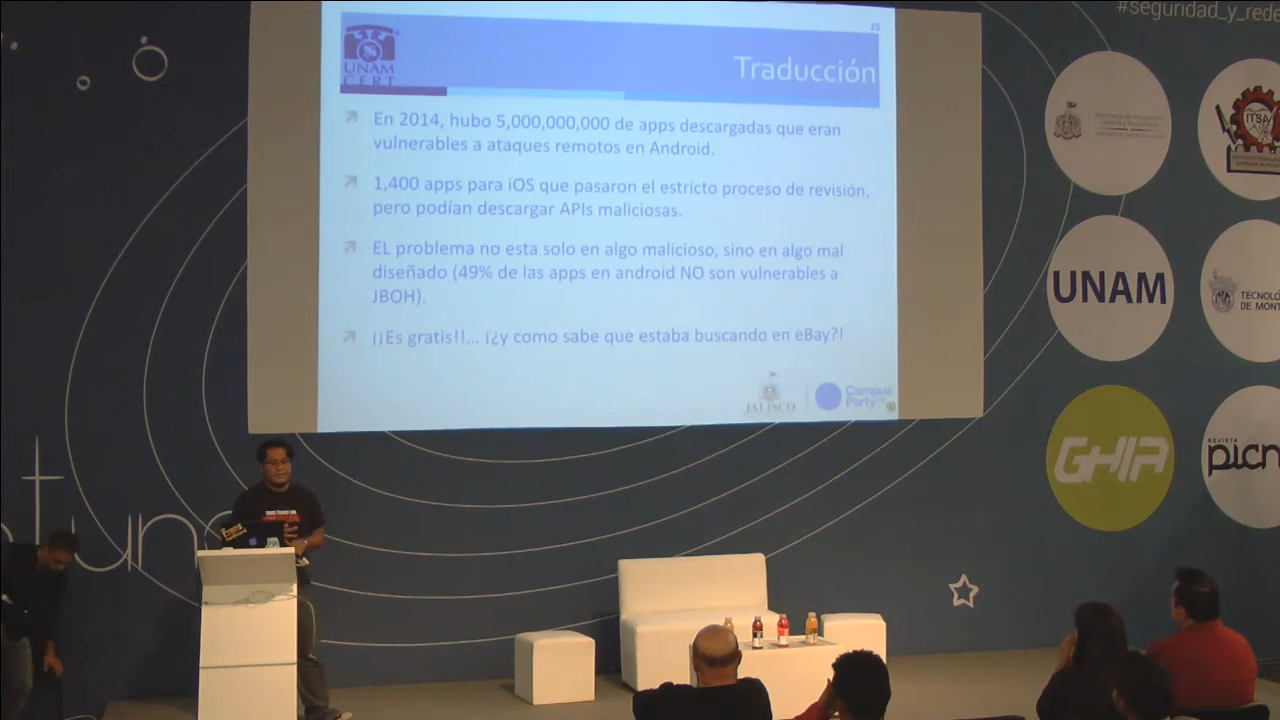 #seguridad_y_rede
25
UNAM
CERT
Traducción
En 2014, hubo 5,000,000,000 de apps descargadas que eran
vulnerables a ataques remotos en Android.
1,400 apps para iOS que pasaron el estricto proceso de revisión,
pero podían descargar APIs maliciosas.
EL problema no esta solo en algo malicioso, sino en algo mal
diseñado (49% de las apps en android NO son vulnerables a
JBOH).
¡¡Es gratis!!... ¡¿y como sabe que estaba buscando en eBay?!
JALISCO
Campus
Party
ITSA
UNAM
TECNOLÓ
DE MONT
GHIA
REVISTA
picn